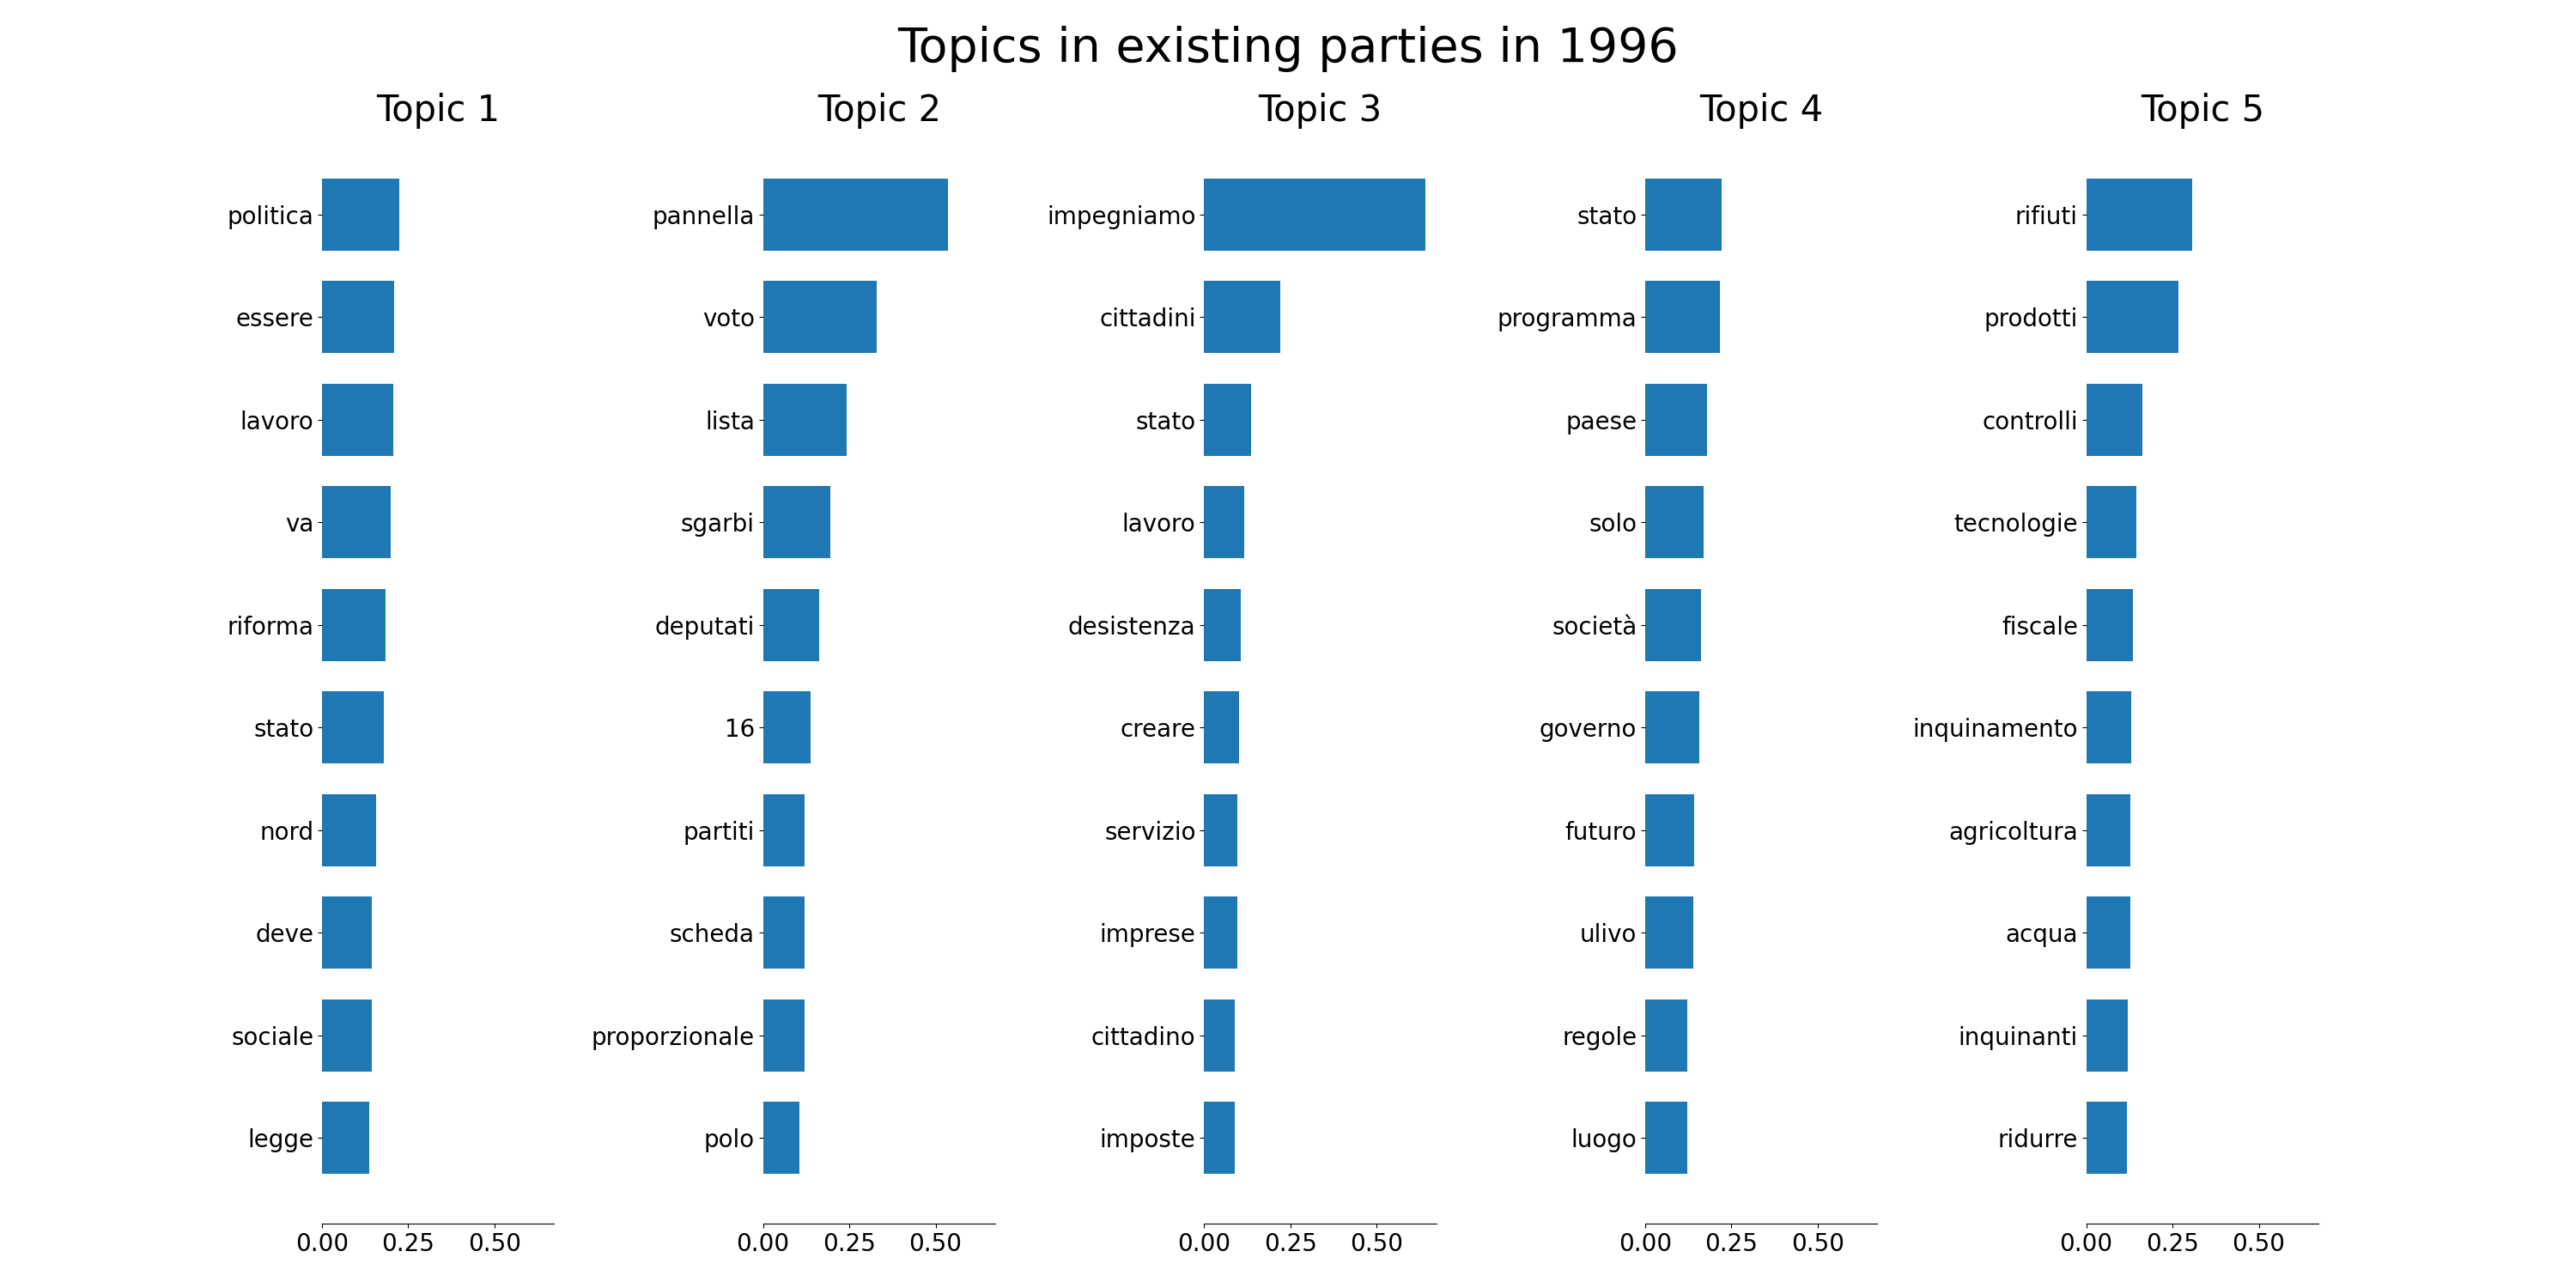 Topics in existing parties in 1996
Topic 1
politica
essere
lavoro
va
riforma
stato
nord
deve
sociale
legge
0.00 0.25 0.50
Topic 2
pannella
voto
lista
sgarbi
deputati
16
partiti
scheda
proporzionale
polo
0.00 0.25 0.50
Topic 3
impegniamo
cittadini
stato
lavoro
desistenza
creare
servizio
imprese
cittadino
imposte
0.00 0.25 0.50
Topic 4
stato
programma
paese
solo
società
governo
futuro
ulivo
regole
luogo
0.00 0.25 0.50
Topic 5
rifiuti
prodotti
controlli
tecnologie
fiscale
inquinamento
agricoltura
acqua
inquinanti
ridurre
0.00 0.25 0.50